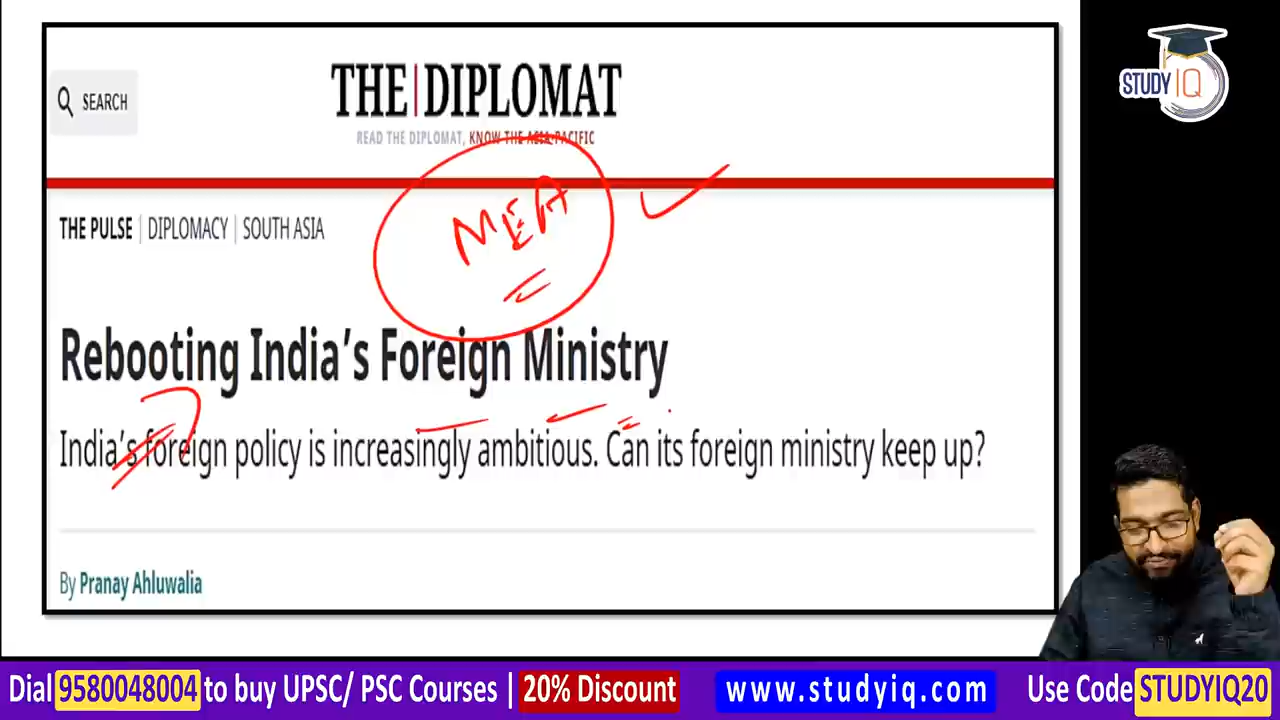 SEARCH
THE DIPLOMAT
READ THE DIPLOMAT, KNOW THE ASIA-PACIFIC
STUDY IQ
MEA
THE PULSE | DIPLOMACY | SOUTH ASIA
Rebooting India's Foreign Ministry
India's foreign policy is increasingly ambitious. Can its foreign ministry keep up?
By Pranay Ahluwalia
Dial 9580048004 to buy UPSC/ PSC Courses | 20% Discount www.studyiq.com Use Code STUDYIQ20